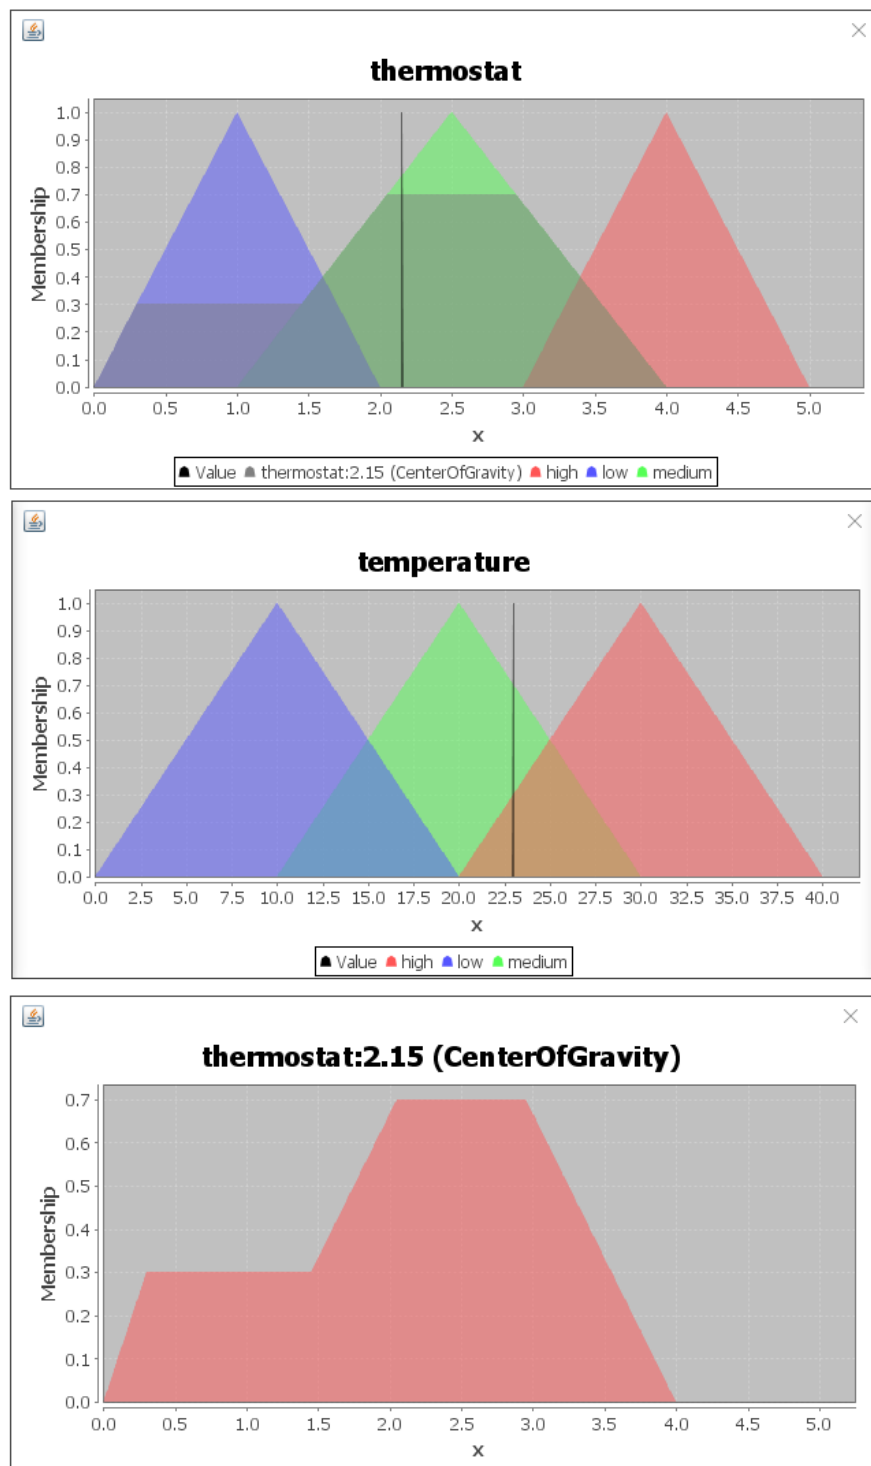 thermostat
1.0
0.9
0.8
0.7
0.6
0.5
0.4
0.3
0.2
0.1
0.0
Membership
0.0 0.5 1.0 1.5 2.0 2.5 3.0 3.5 4.0 4.5 5.0
x
Value thermostat:2.15 (CenterOfGravity) high low medium
temperature
1.0
0.9
0.8
0.7
0.6
0.5
0.4
0.3
0.2
0.1
0.0
Membership
0.0 2.5 5.0 7.5 10.0 12.5 15.0 17.5 20.0 22.5 25.0 27.5 30.0 32.5 35.0 37.5 40.0
x
Value high low medium
thermostat:2.15 (CenterOfGravity)
0.7
0.6
0.5
0.4
0.3
0.2
0.1
0.0
Membership
0.0 0.5 1.0 1.5 2.0 2.5 3.0 3.5 4.0 4.5 5.0
x